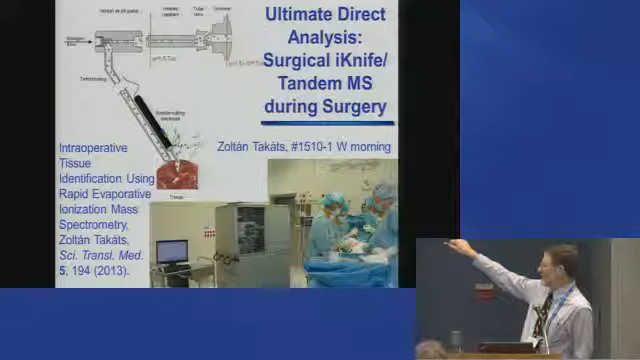 Ultimate Direct
Analysis:
Surgical iKnife/
Tandem MS
during Surgery
Zoltán Takáts, #1510-1 W morning
Intraoperative
Tissue
Identification Using
Rapid Evaporative
Ionization Mass
Spectrometry,
Zoltán Takáts,
Sci. Transl. Med.
5, 194 (2013).
Tissue